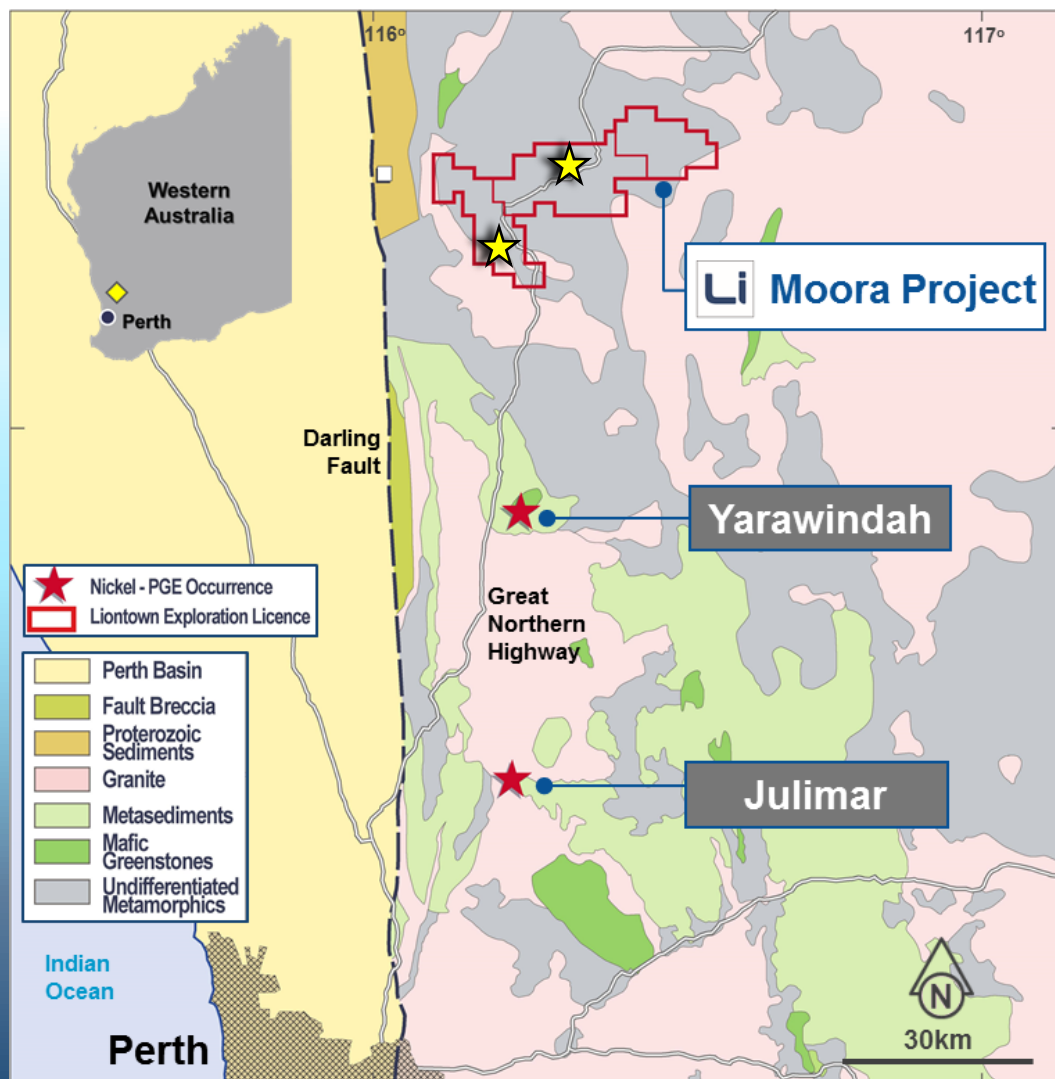 116°
117°
Western
Australia
Perth
Li
Moora Project
Darling
Fault
Yarawindah
Great
Northern
Highway
Nickel - PGE Occurrence
Liontown Exploration Licence
Perth Basin
Fault Breccia
Proterozoic
Sediments
Granite
Metasediments
Mafic
Greenstones
Undifferentiated
Metamorphics
Julimar
Indian
Ocean
Perth
N
30km